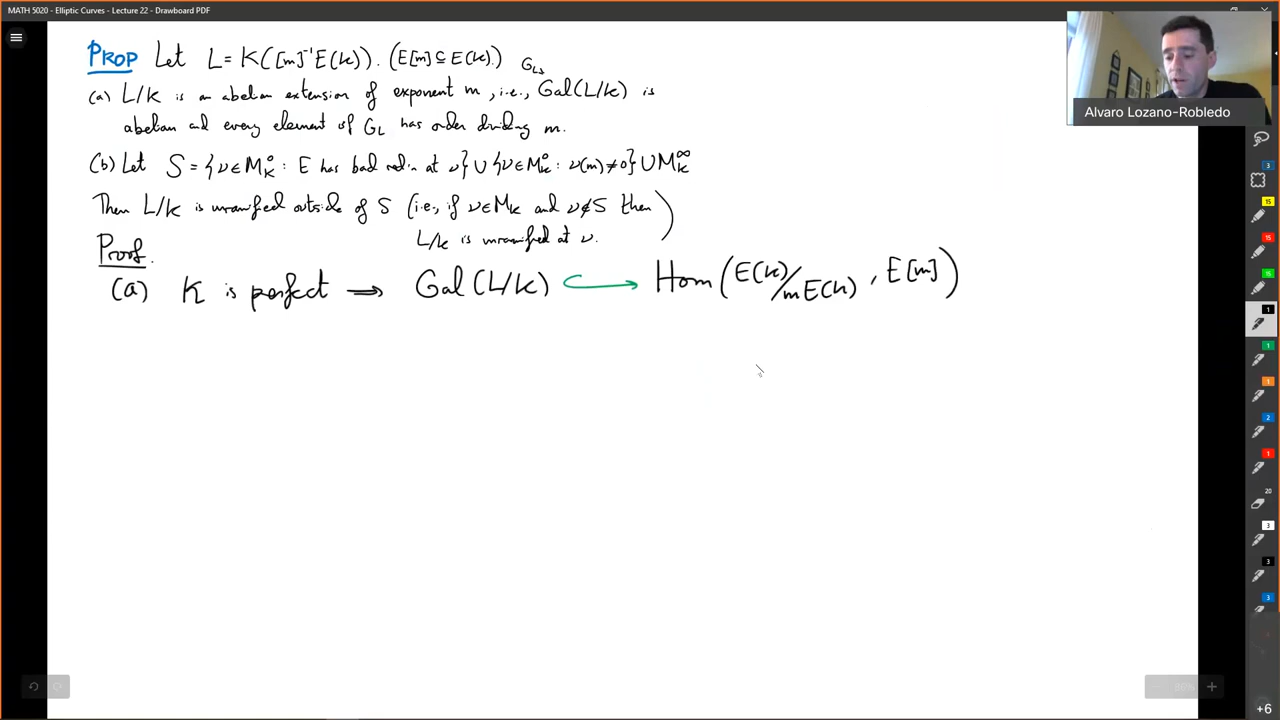 MATH 5020 - Elliptic Curves - Lecture 22 - Drawboard PDF
Alvaro Lozano-Robledo
PROP Let L = K([m]⁻¹E(K)). (E[m] ⊆ E(K).) G_L
(a) L/K is an abelian extension of exponent m, i.e., Gal(L/K) is
abelian and every element of G_L has order dividing m.
(b) Let S = {ν ∈ M_K^0 : E has bad red'n at ν} ∪ {ν ∈ M_K^0 : ν(m) ≠ 0} ∪ M_K^∞
Then L/K is unramified outside of S (i.e., if ν ∈ M_K and ν ∉ S then
L/K is unramified at ν.)
Proof.
(a) K is perfect ⟹ Gal(L/K) ↪ Hom(E(K)/mE(K), E[m])
86%
+6